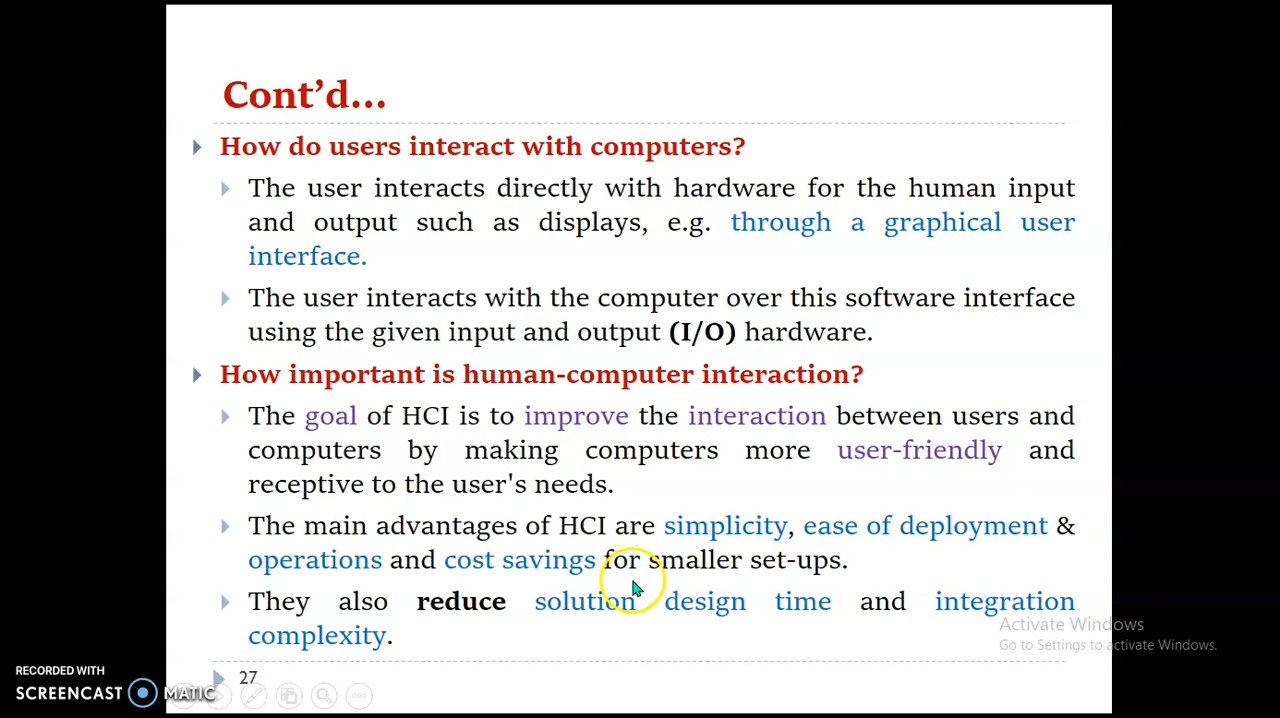 Cont’d...
How do users interact with computers?
The user interacts directly with hardware for the human input
and output such as displays, e.g. through a graphical user
interface.
The user interacts with the computer over this software interface
using the given input and output (I/O) hardware.
How important is human-computer interaction?
The goal of HCI is to improve the interaction between users and
computers by making computers more user-friendly and
receptive to the user's needs.
The main advantages of HCI are simplicity, ease of deployment &
operations and cost savings for smaller set-ups.
They also reduce solution design time and integration
complexity.
Activate Windows
Go to Settings to activate Windows.
27
RECORDED WITH
SCREENCAST MATIC